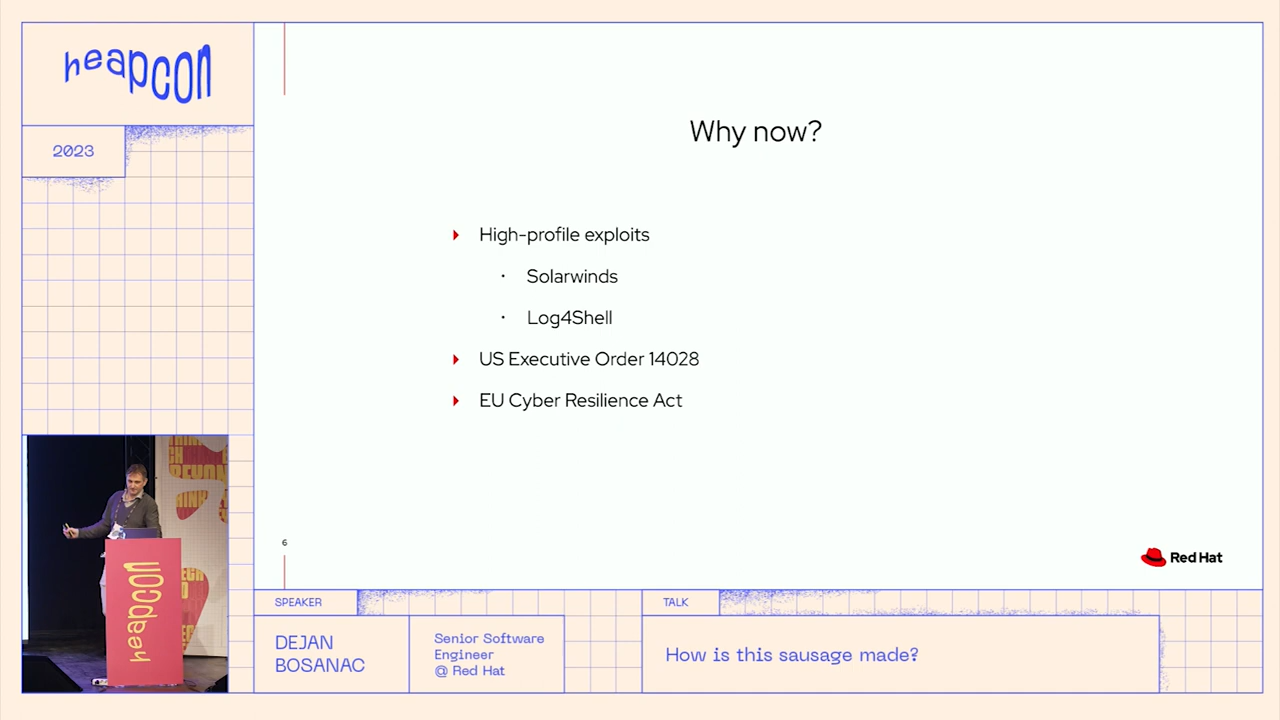 heapcon
2023
Why now?
High-profile exploits
Solarwinds
Log4Shell
US Executive Order 14028
EU Cyber Resilience Act
6
Red Hat
heapcon
SPEAKER
DEJAN
BOSANAC
Senior Software
Engineer
@ Red Hat
TALK
How is this sausage made?